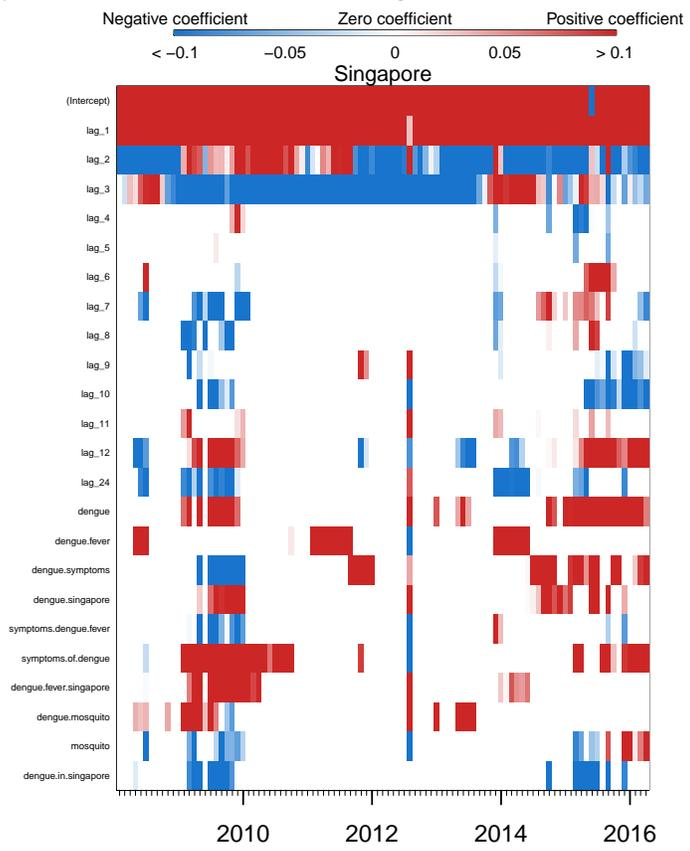 Negative coefficient Zero coefficient Positive coefficient
< −0.1 −0.05 0 0.05 > 0.1
Singapore
(Intercept)
lag_1
lag_2
lag_3
lag_4
lag_5
lag_6
lag_7
lag_8
lag_9
lag_10
lag_11
lag_12
lag_24
dengue
dengue.fever
dengue.symptoms
dengue.singapore
symptoms.dengue.fever
symptoms.of.dengue
dengue.fever.singapore
dengue.mosquito
mosquito
dengue.in.singapore
2010 2012 2014 2016